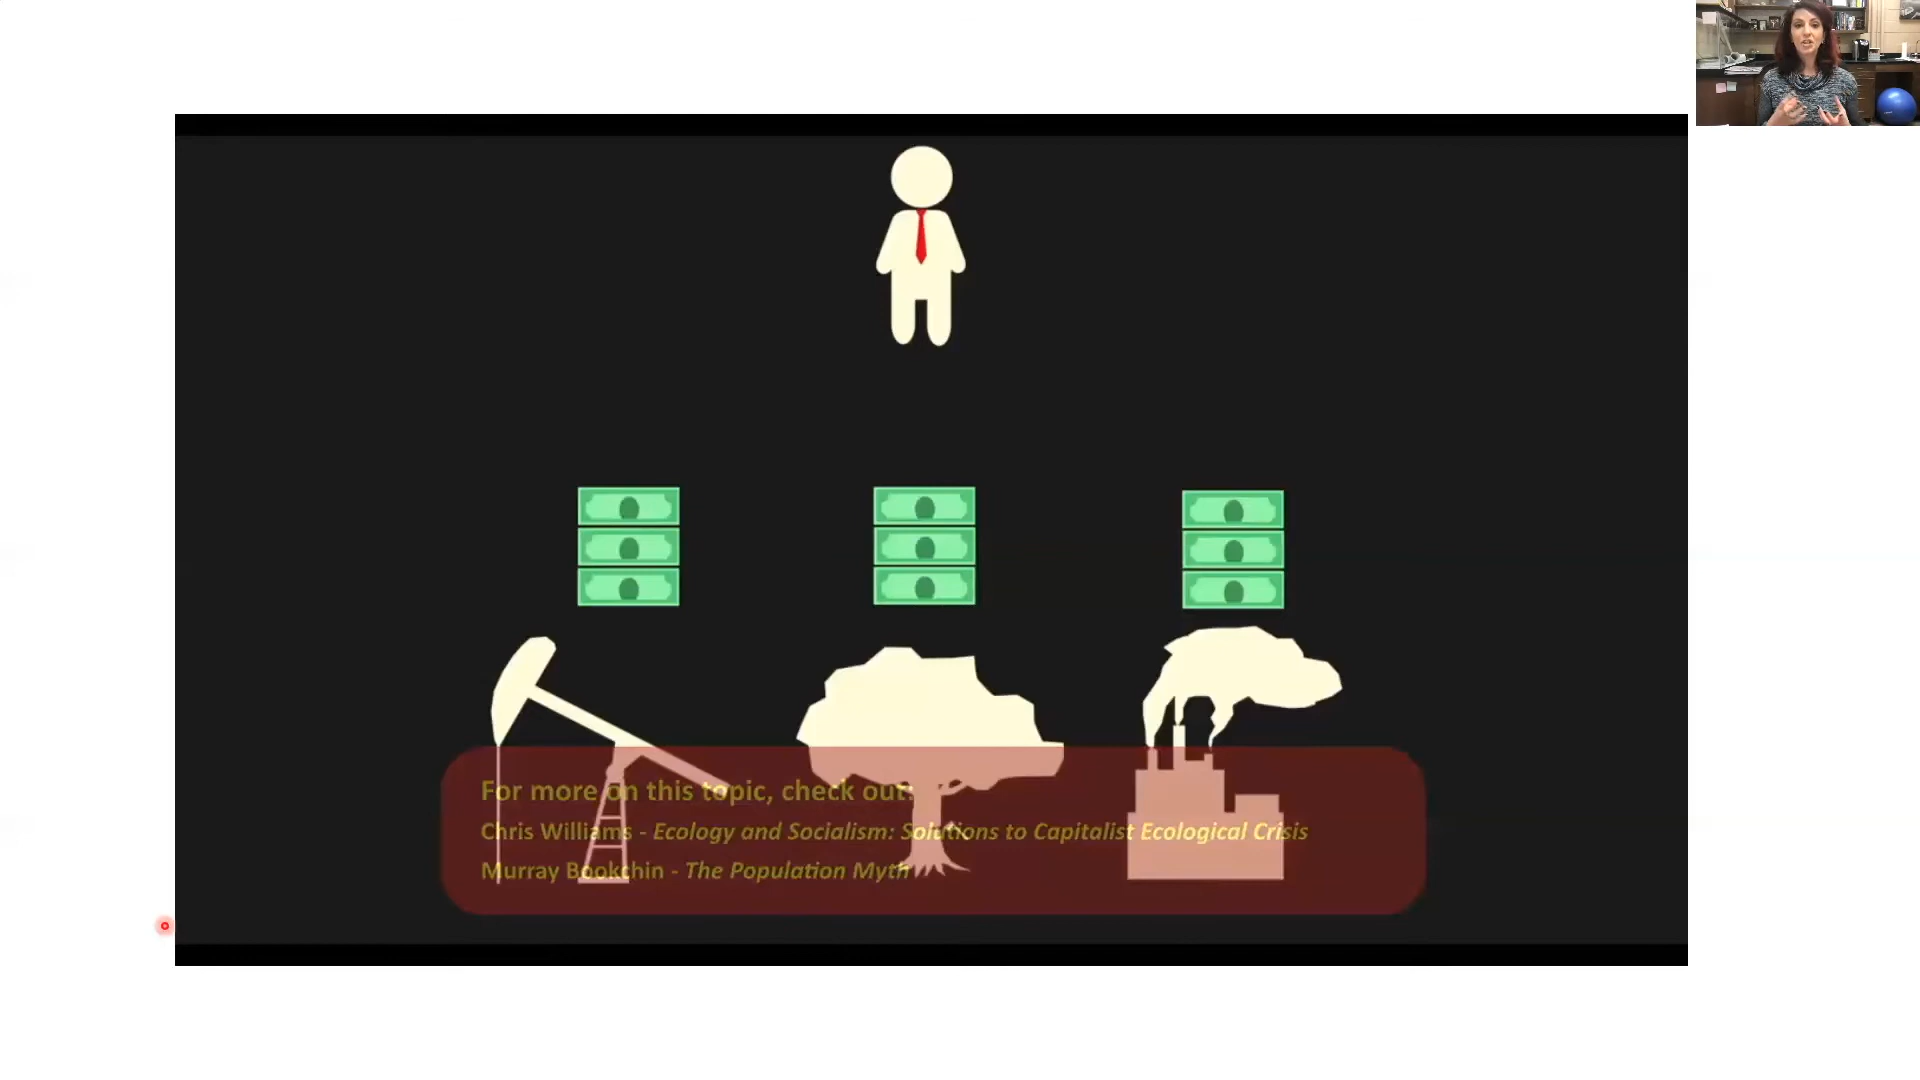 For more on this topic, check out:
Chris Williams - Ecology and Socialism: Solutions to Capitalist Ecological Crisis
Murray Bookchin - The Population Myth